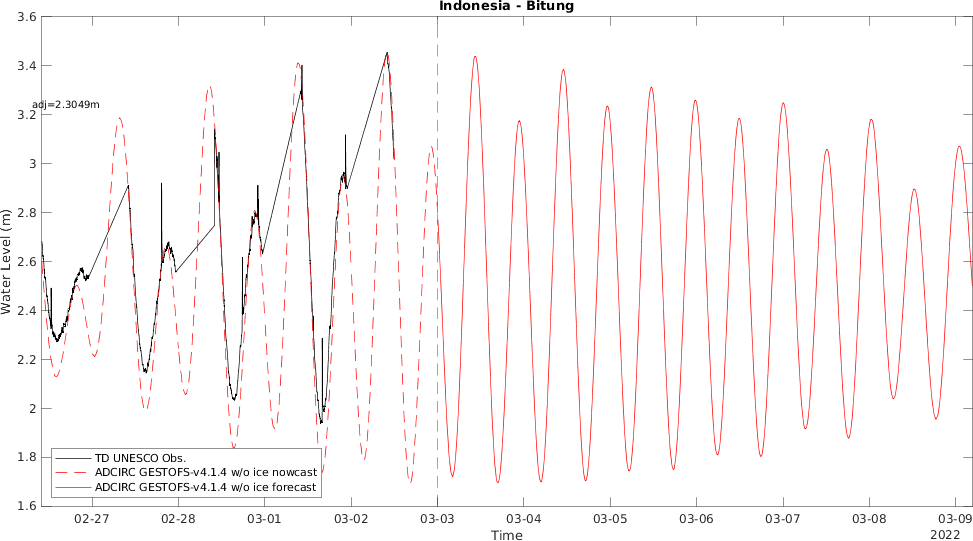 Indonesia - Bitung
3.6
3.4
adj=2.3049m
3.2
3
2.8
2.6
2.4
2.2
2
1.8
1.6
Water Level (m)
TD UNESCO Obs.
ADCIRC GESTOFS-v4.1.4 w/o ice nowcast
ADCIRC GESTOFS-v4.1.4 w/o ice forecast
02-27 02-28 03-01 03-02 03-03 03-04 03-05 03-06 03-07 03-08 03-09
Time
2022